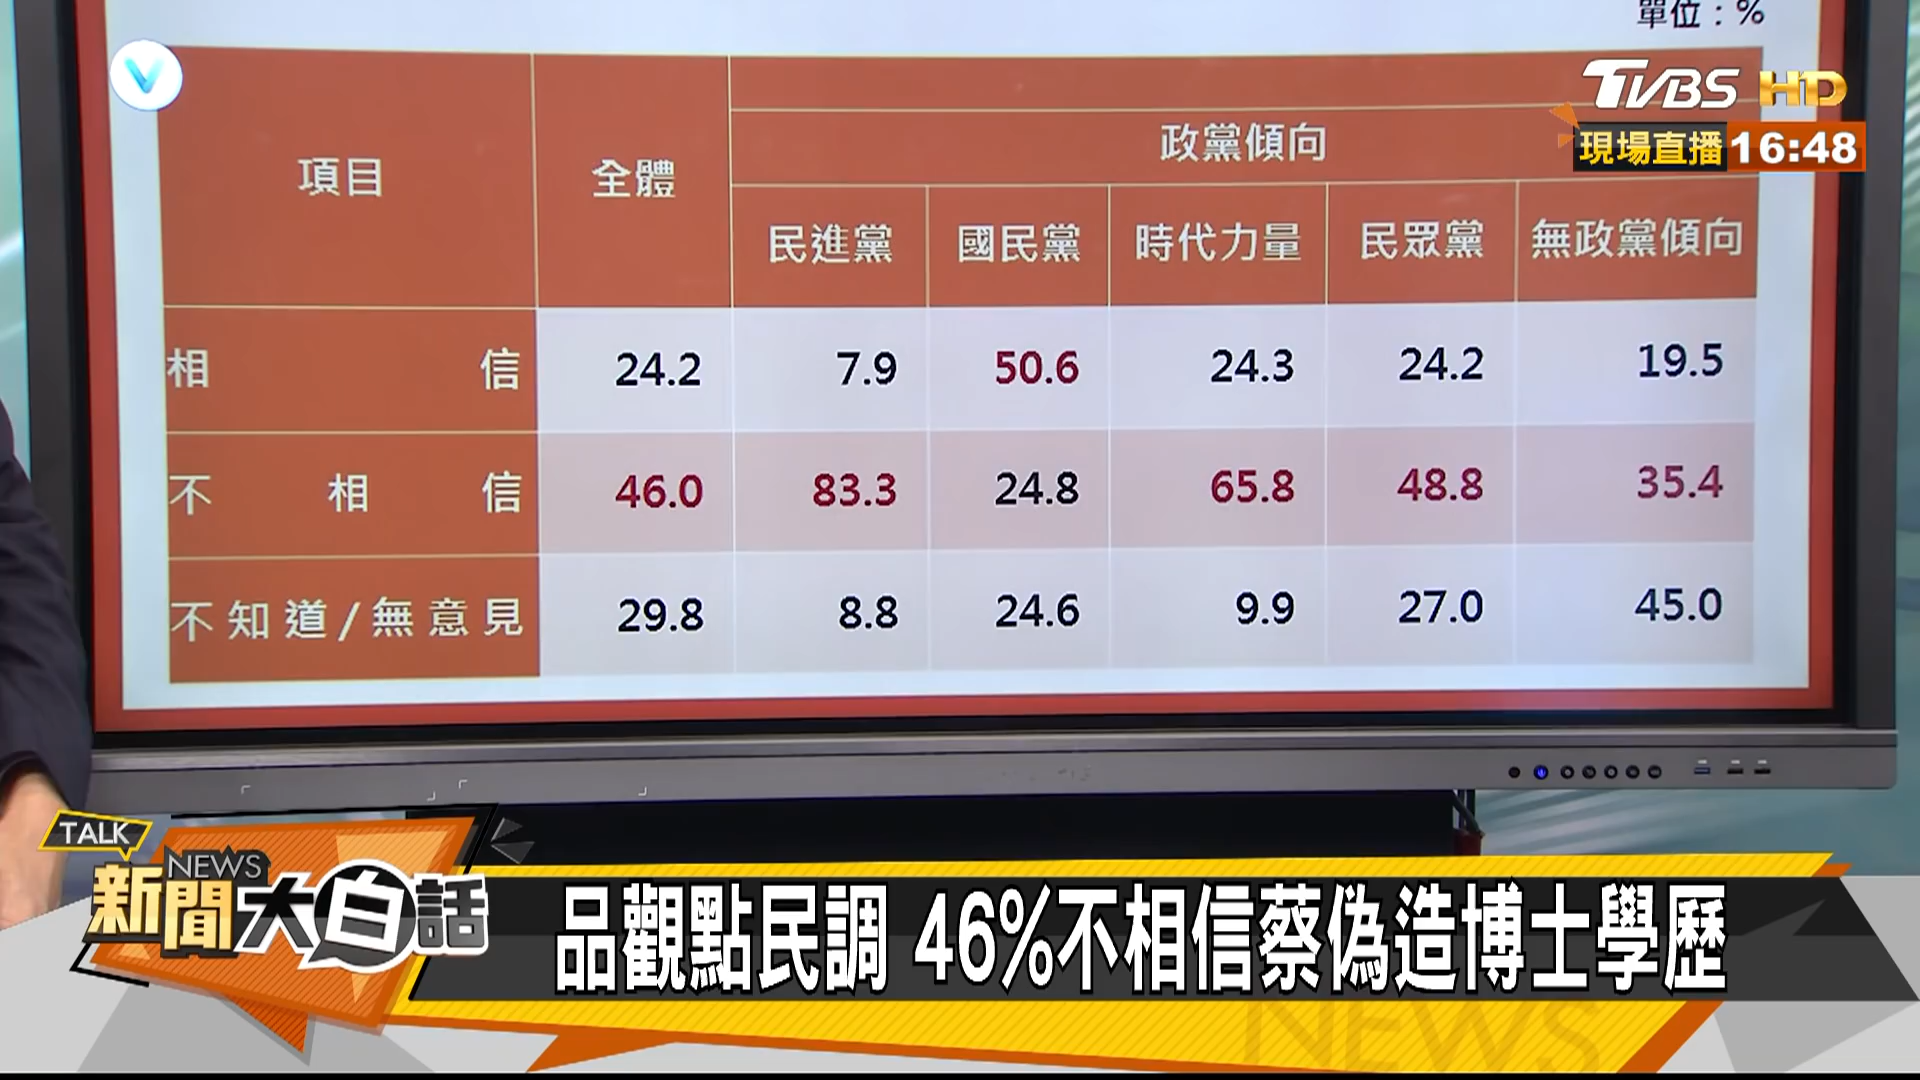 單位：%
TVBS HD
現場直播 16:48
政黨傾向
項目 全體
民進黨 國民黨 時代力量 民眾黨 無政黨傾向
相信 24.2 7.9 50.6 24.3 24.2 19.5
不相信 46.0 83.3 24.8 65.8 48.8 35.4
不知道/無意見 29.8 8.8 24.6 9.9 27.0 45.0
TALK
NEWS
新聞大白話
品觀點民調 46%不相信蔡偽造博士學歷
NEWS